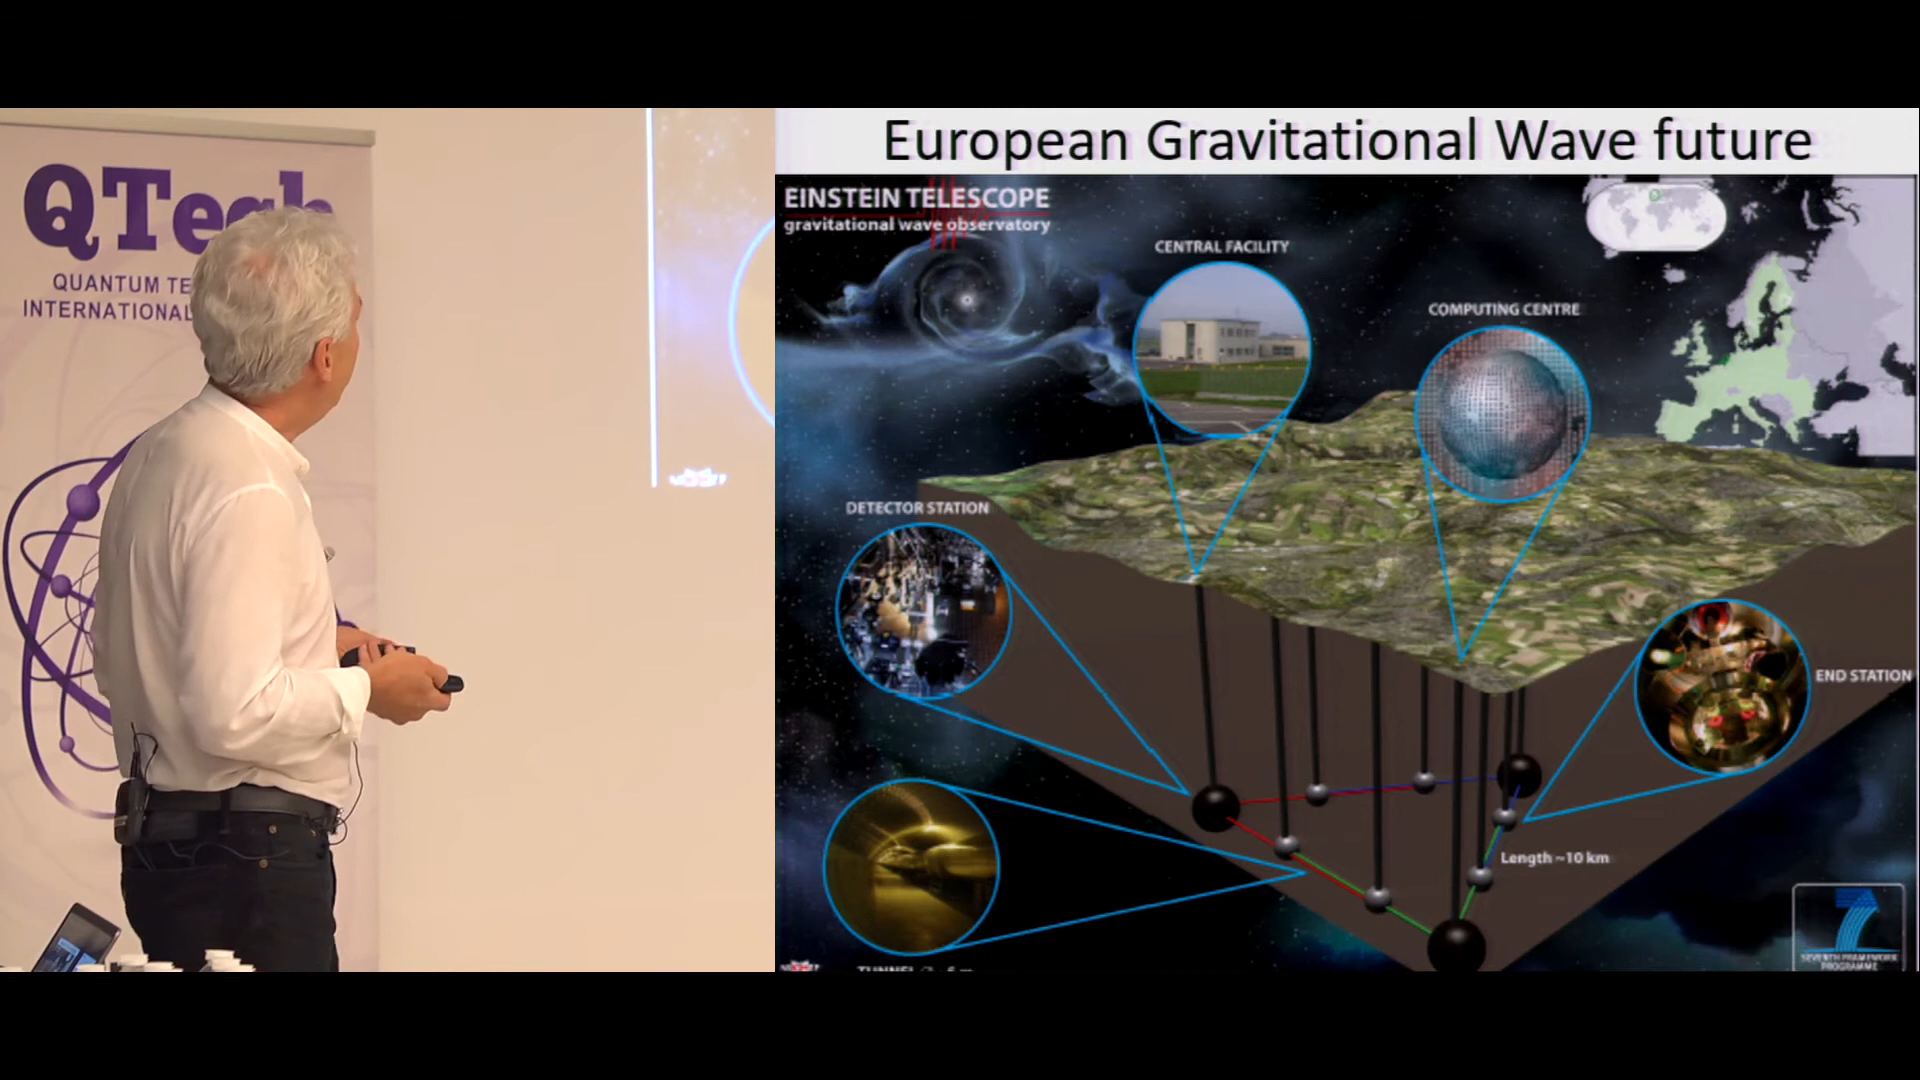 QTech
QUANTUM TE
INTERNATIONAL
European Gravitational Wave future
EINSTEIN TELESCOPE
gravitational wave observatory
CENTRAL FACILITY
COMPUTING CENTRE
DETECTOR STATION
END STATION
Length ~10 km
SEVENTH FRAMEWORK
PROGRAMME